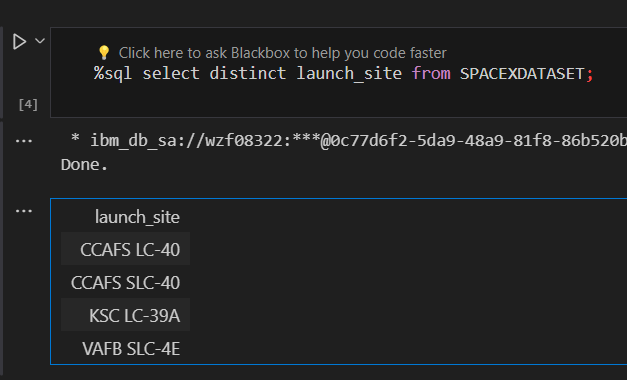 💡 Click here to ask Blackbox to help you code faster
%sql select distinct launch_site from SPACEXDATASET;
[4]
... * ibm_db_sa://wzf08322:***@0c77d6f2-5da9-48a9-81f8-86b520b
Done.
...
launch_site
CCAFS LC-40
CCAFS SLC-40
KSC LC-39A
VAFB SLC-4E